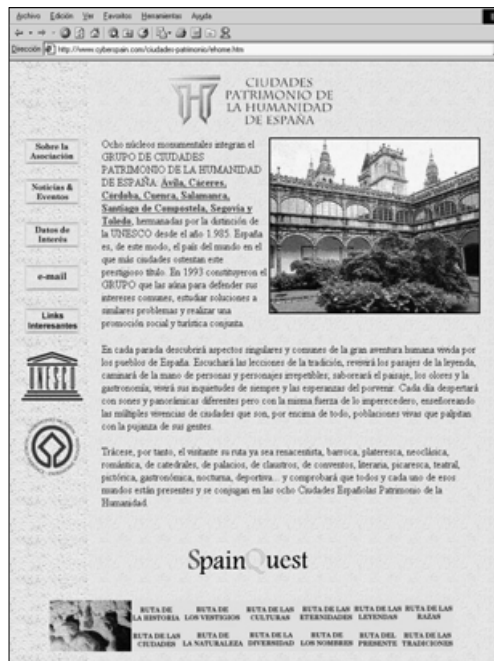 Archivo Edición Ver Favoritos Herramientas Ayuda
Dirección http://www.cyberspain.com/ciudades-patrimonio/ehome.htm
CIUDADES
PATRIMONIO DE
LA HUMANIDAD
DE ESPAÑA
Sobre la
Asociación
Noticias &
Eventos
Datos de
Interés
e-mail
Links
Interesantes
UNESCO
Ocho núcleos monumentales integran el
GRUPO DE CIUDADES
PATRIMONIO DE LA HUMANIDAD
DE ESPAÑA: Ávila, Cáceres,
Córdoba, Cuenca, Salamanca,
Santiago de Compostela, Segovia y
Toledo, hermanadas por la distinción de
la UNESCO desde el año 1.985. España
es, de este modo, el país del mundo en el
que más ciudades ostentan este
prestigioso título. En 1993 constituyeron el
GRUPO que las aúna para defender sus
intereses comunes, estudiar soluciones a
similares problemas y realizar una
promoción social y turística conjunta.
En cada parada descubrirá aspectos singulares y comunes de la gran aventura humana vivida por
los pueblos de España. Escuchará las lecciones de la tradición, revivirá los pasajes de la leyenda,
caminará de la mano de personas y personajes irrepetibles, saboreará el paisaje, los olores y la
gastronomía, vivirá sus inquietudes de siempre y las esperanzas del porvenir. Cada día despertará
con sones y panorámicas diferentes pero con la misma fuerza de lo imperecedero, enseñoreando
las múltiples vivencias de ciudades que son, por encima de todo, poblaciones vivas que palpitan
con la pujanza de sus gentes.
Trácese, por tanto, el visitante su ruta ya sea renacentista, barroca, plateresca, neoclásica,
romántica, de catedrales, de palacios, de claustros, de conventos, literaria, picaresca, teatral,
pictórica, gastronómica, nocturna, deportiva... y comprobará que todos y cada uno de esos
mundos están presentes y se conjugan en las ocho Ciudades Españolas Patrimonio de la
Humanidad.
SpainQuest
RUTA DE LA HISTORIA
RUTA DE LOS VESTIGIOS
RUTA DE LAS CULTURAS
RUTA DE LAS ETERNIDADES
RUTA DE LAS LEYENDAS
RUTA DE LAS RAZAS
RUTA DE LAS CIUDADES
RUTA DE LA NATURALEZA
RUTA DE LA DIVERSIDAD
RUTA DE LOS NOMBRES
RUTA DEL PRESENTE
RUTA DE LAS TRADICIONES